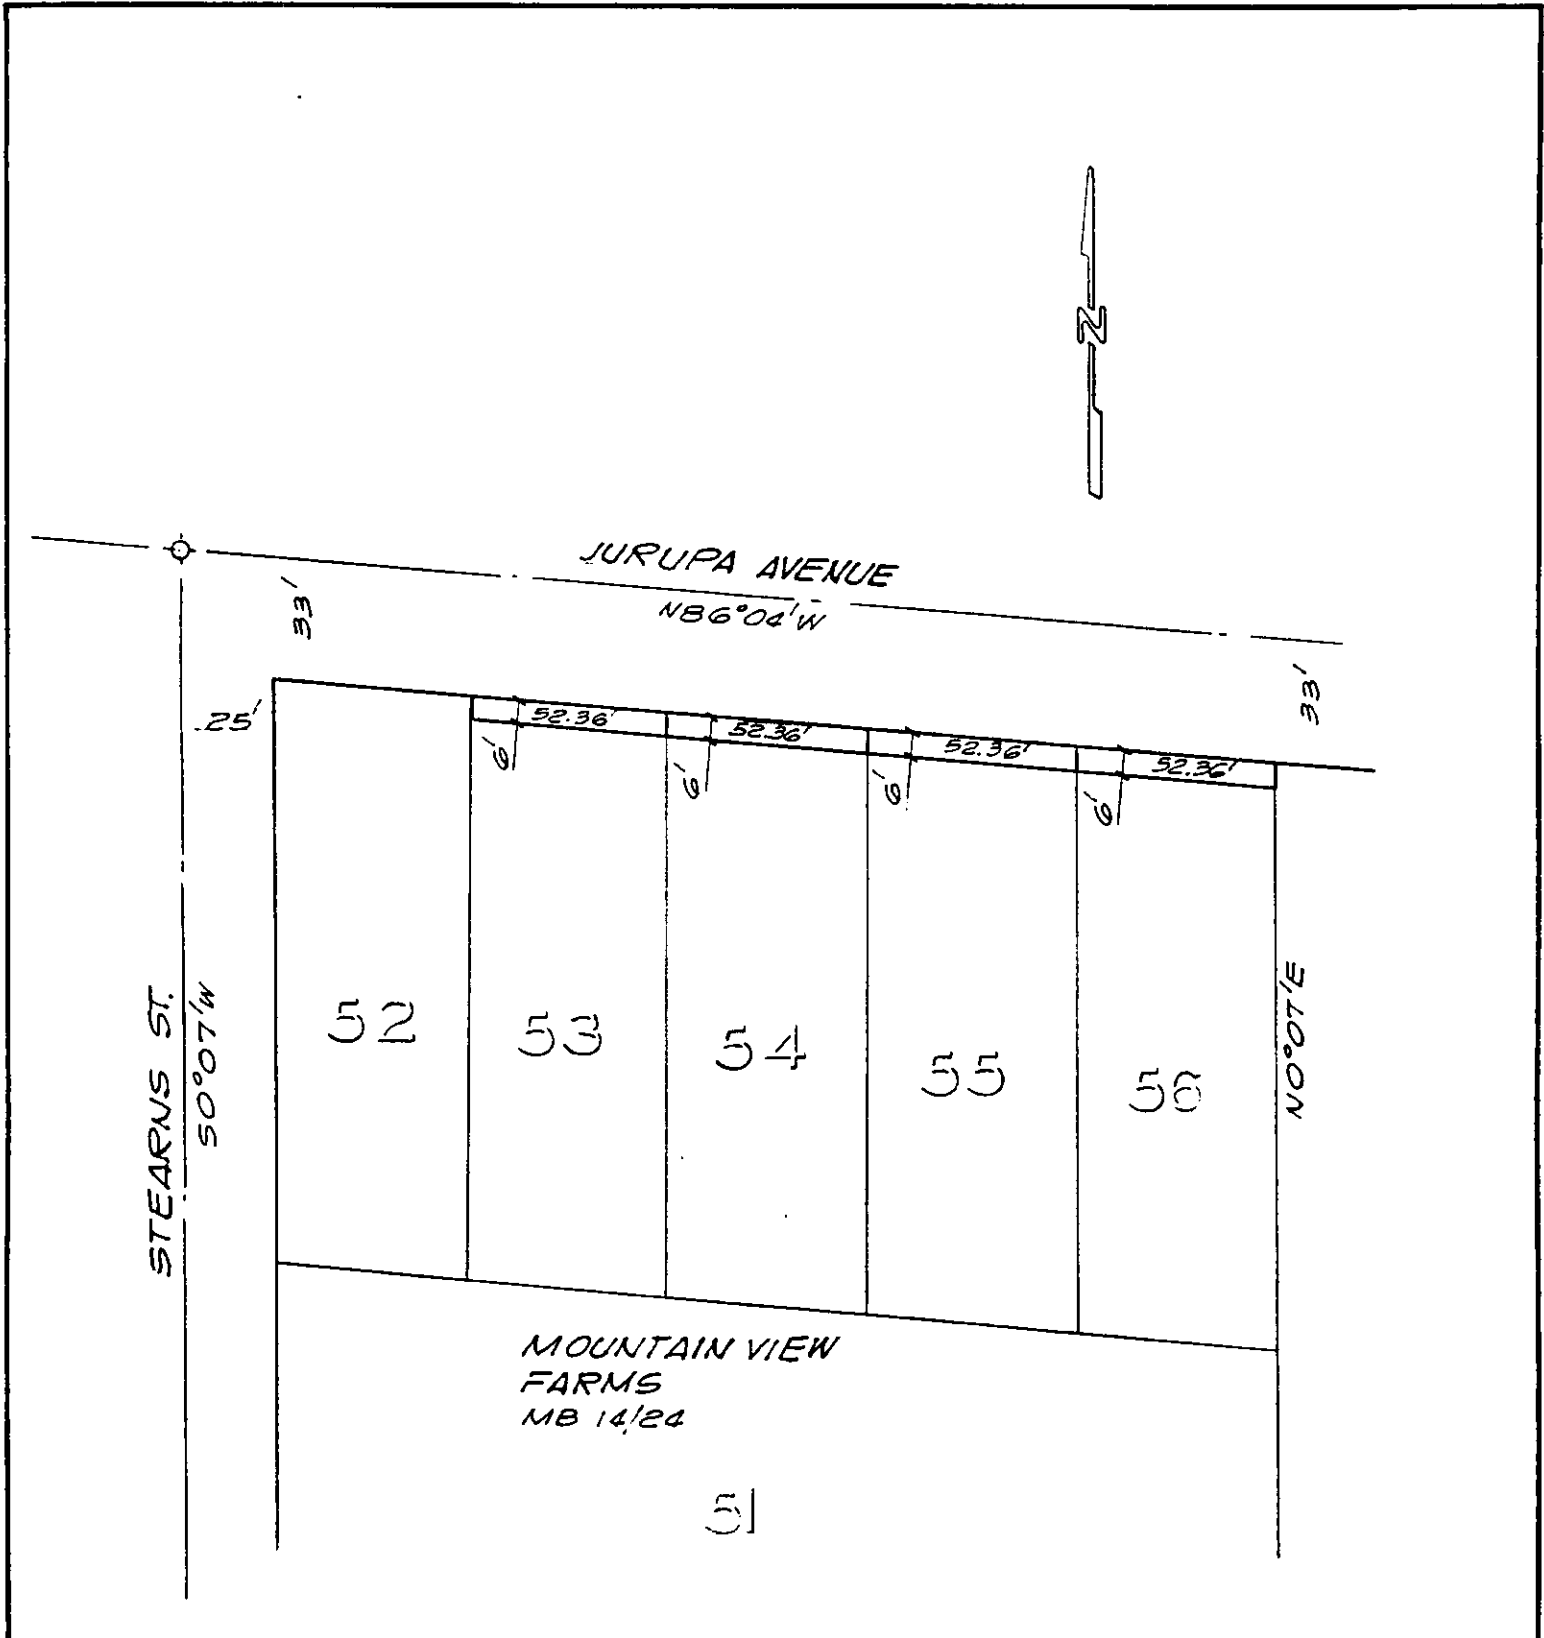 N
JURUPA AVENUE
N86°04'W
33'
33'
25'
52.36'
52.36'
52.36'
52.36'
6'
6'
6'
6'
STEARNS ST.
S0°07'W
52
53
54
55
56
N0°07'E
MOUNTAIN VIEW
FARMS
MB 14/24
51